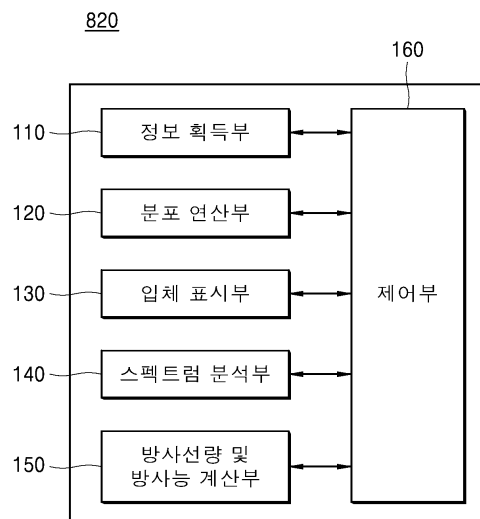 820
160
110
정보 획득부
120
분포 연산부
130
입체 표시부
제어부
140
스펙트럼 분석부
150
방사선량 및
방사능 계산부